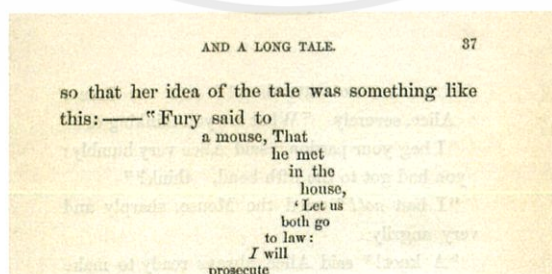 AND A LONG TALE. 37
so that her idea of the tale was something like
this:——"Fury said to
a mouse, That
he met
in the
house,
'Let us
both go
to law:
I will
prosecute